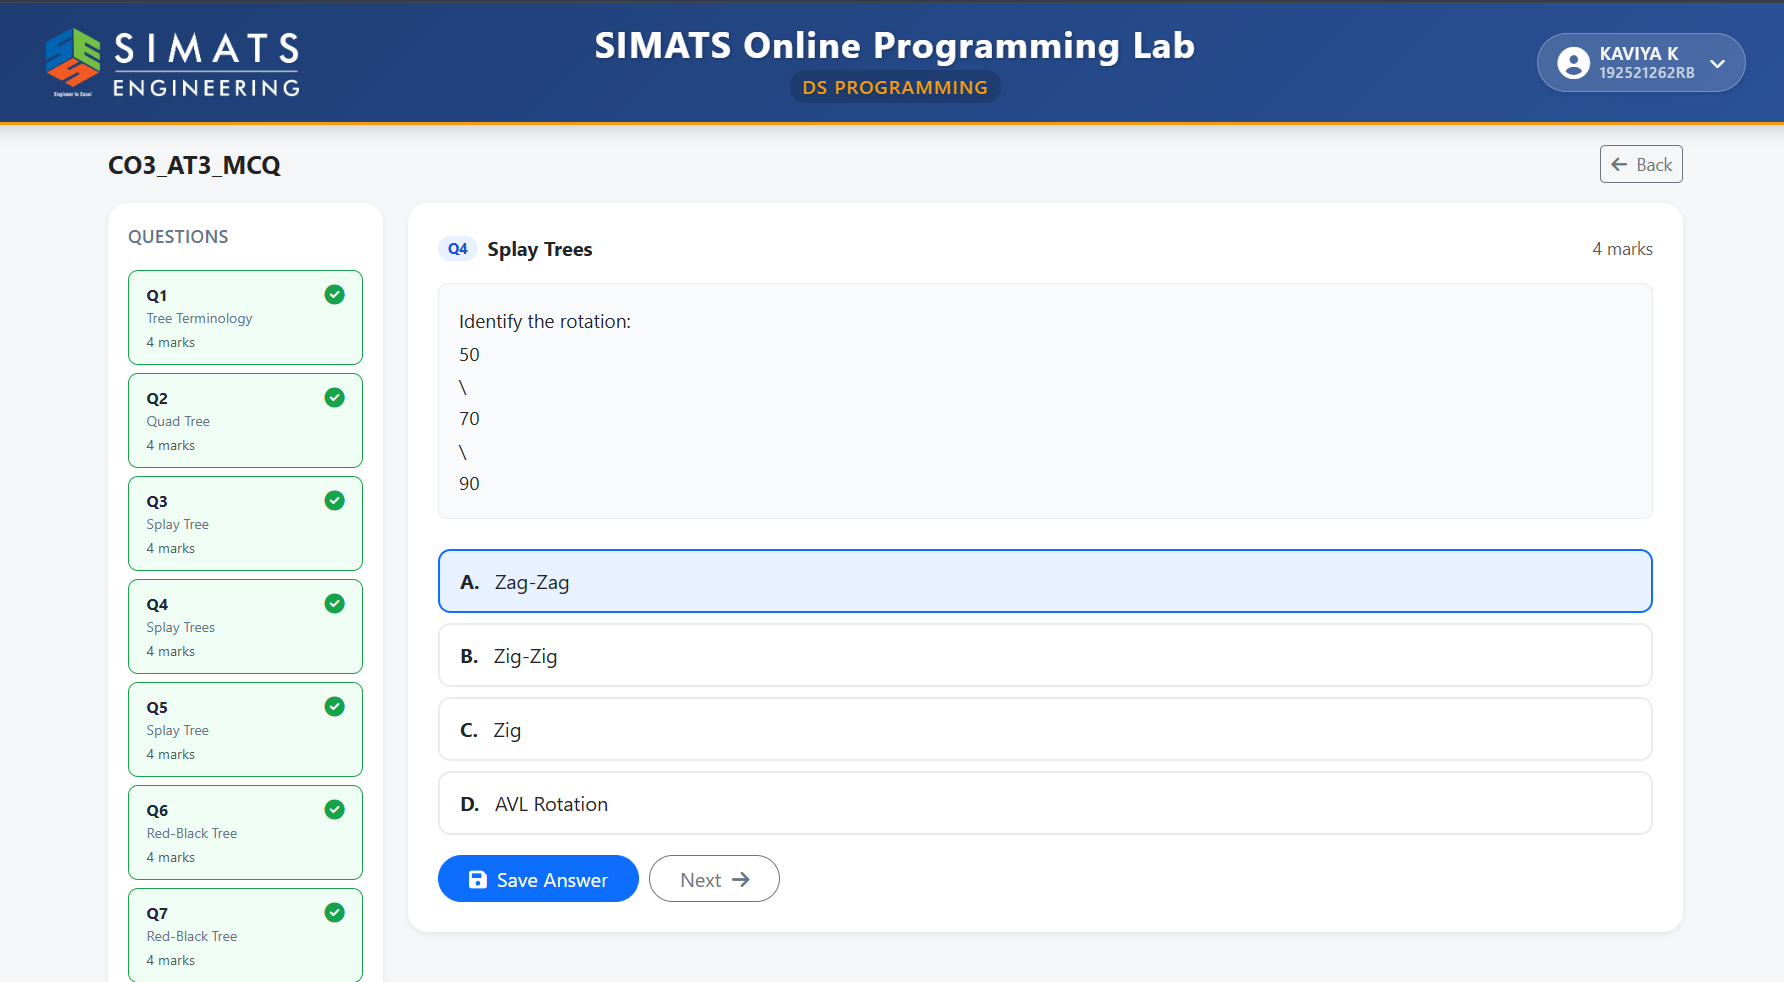 SIMATS
ENGINEERING
Engineer to Excel
SIMATS Online Programming Lab
DS PROGRAMMING
KAVIYA K
192521262RB
CO3_AT3_MCQ
Back
QUESTIONS
Q1
Tree Terminology
4 marks
Q2
Quad Tree
4 marks
Q3
Splay Tree
4 marks
Q4
Splay Trees
4 marks
Q5
Splay Tree
4 marks
Q6
Red-Black Tree
4 marks
Q7
Red-Black Tree
4 marks
Q4 Splay Trees
4 marks
Identify the rotation:
50
\
70
\
90
A. Zag-Zag
B. Zig-Zig
C. Zig
D. AVL Rotation
Save Answer
Next